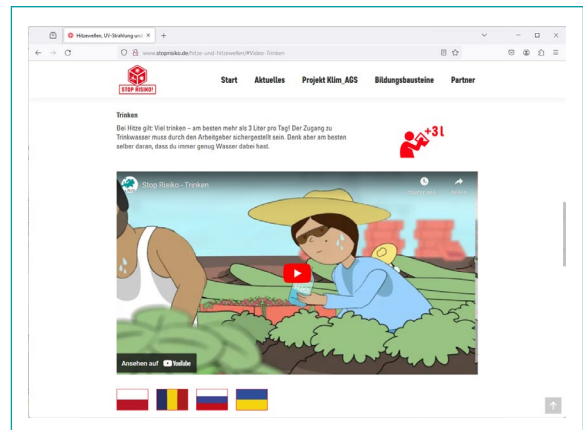 Hitzewellen, UV-Strahlung und
www.stoprisiko.de/hitze-und-hitzewellen/#Video-Trinken
STOP RISIKO!
Start Aktuelles Projekt Klim_AGS Bildungsbausteine Partner
Trinken
Bei Hitze gilt: Viel trinken – am besten mehr als 3 Liter pro Tag! Der Zugang zu
Trinkwasser muss durch den Arbeitgeber sichergestellt sein. Denk aber am besten
selber daran, dass du immer genug Wasser dabei hast.
+3l
Stop Risiko - Trinken
Ansehen auf YouTube